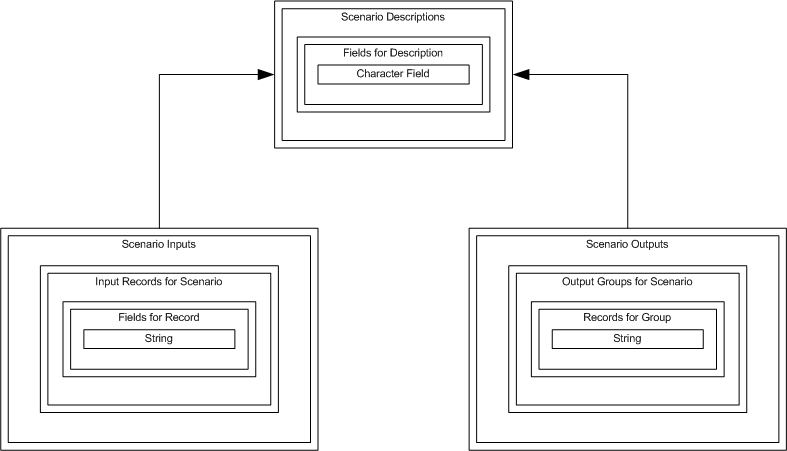 Scenario Descriptions
Fields for Description
Character Field
Scenario Inputs
Input Records for Scenario
Fields for Record
String
Scenario Outputs
Output Groups for Scenario
Records for Group
String